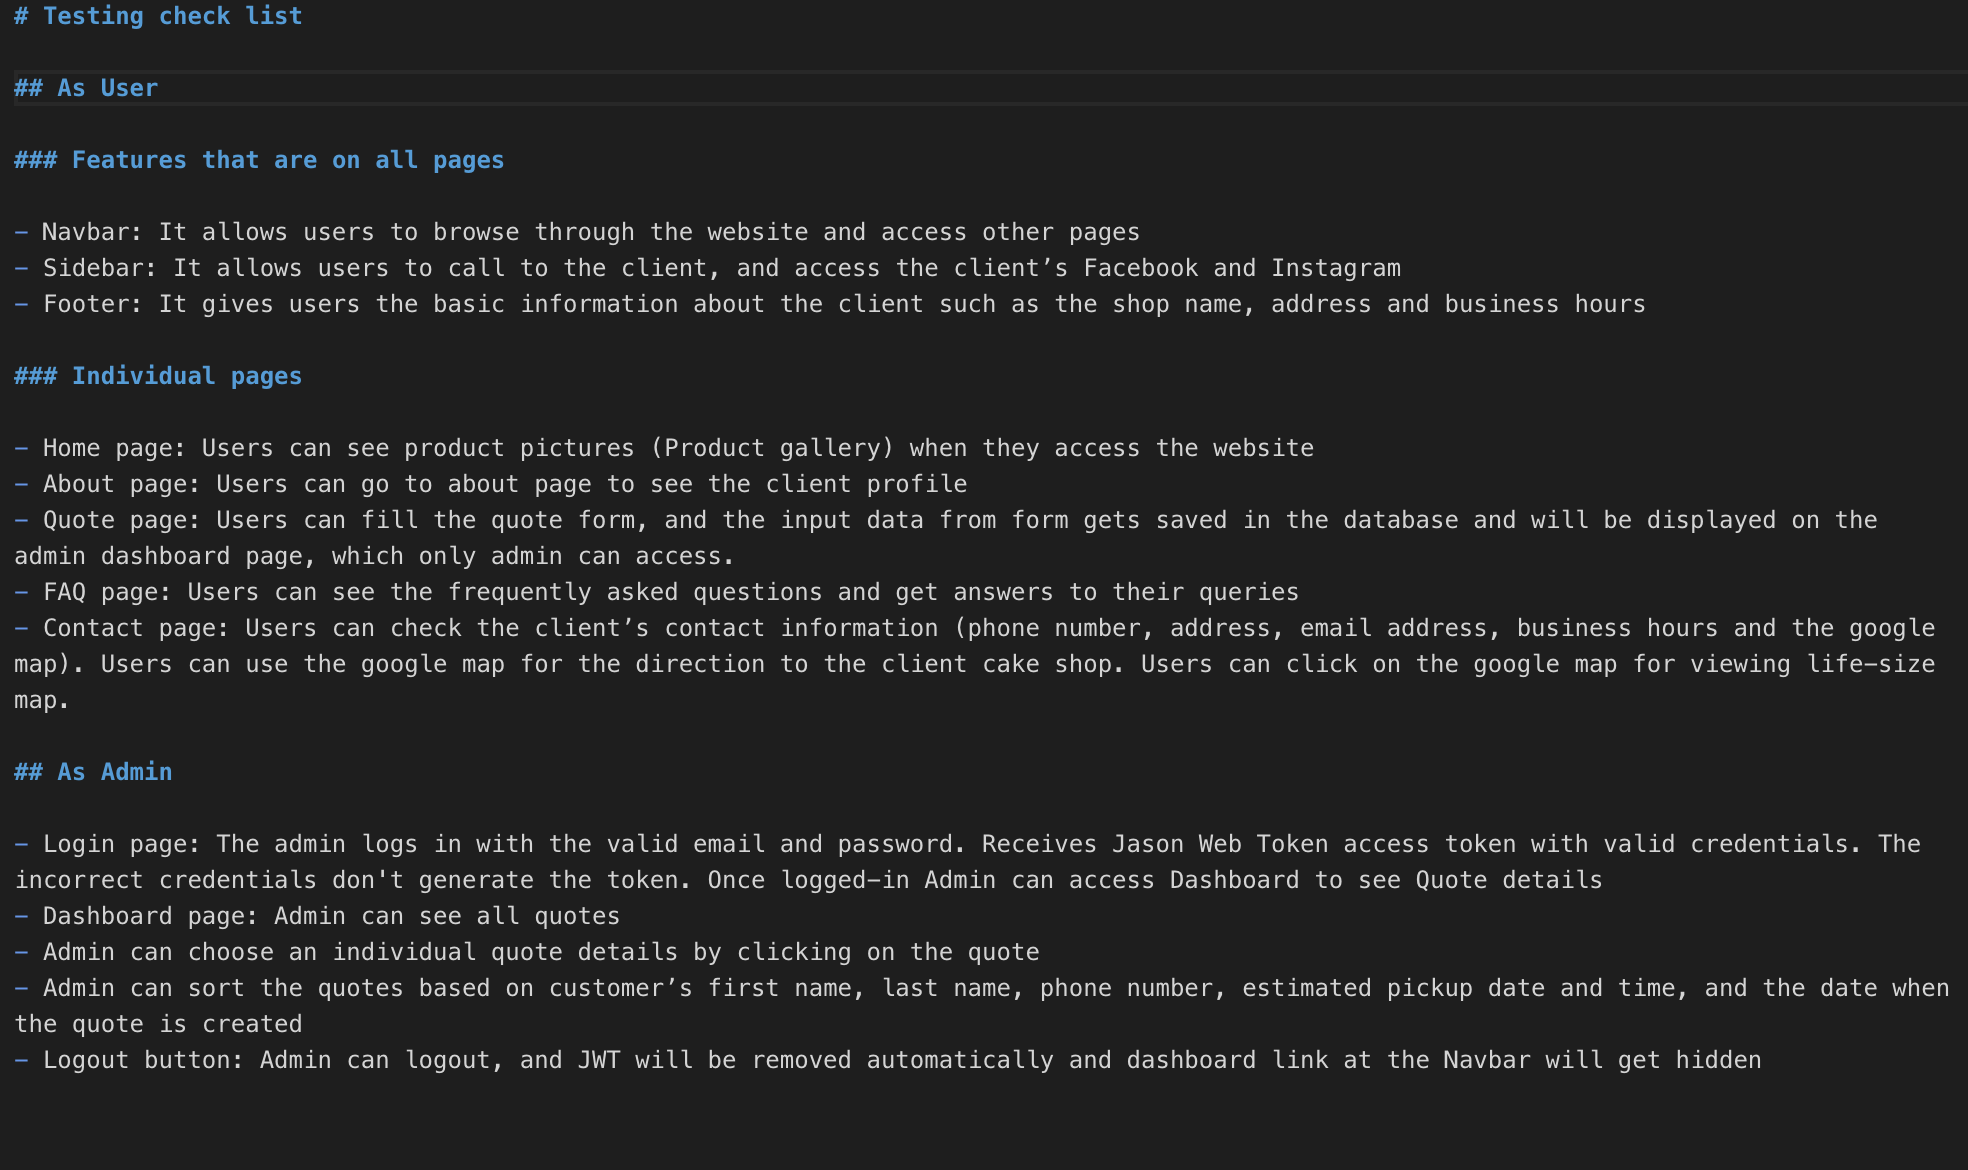 # Testing check list
## As User
### Features that are on all pages
- Navbar: It allows users to browse through the website and access other pages
- Sidebar: It allows users to call to the client, and access the client’s Facebook and Instagram
- Footer: It gives users the basic information about the client such as the shop name, address and business hours
### Individual pages
- Home page: Users can see product pictures (Product gallery) when they access the website
- About page: Users can go to about page to see the client profile
- Quote page: Users can fill the quote form, and the input data from form gets saved in the database and will be displayed on the
admin dashboard page, which only admin can access.
- FAQ page: Users can see the frequently asked questions and get answers to their queries
- Contact page: Users can check the client’s contact information (phone number, address, email address, business hours and the google
map). Users can use the google map for the direction to the client cake shop. Users can click on the google map for viewing life-size
map.
## As Admin
- Login page: The admin logs in with the valid email and password. Receives Jason Web Token access token with valid credentials. The
incorrect credentials don't generate the token. Once logged-in Admin can access Dashboard to see Quote details
- Dashboard page: Admin can see all quotes
- Admin can choose an individual quote details by clicking on the quote
- Admin can sort the quotes based on customer’s first name, last name, phone number, estimated pickup date and time, and the date when
the quote is created
- Logout button: Admin can logout, and JWT will be removed automatically and dashboard link at the Navbar will get hidden